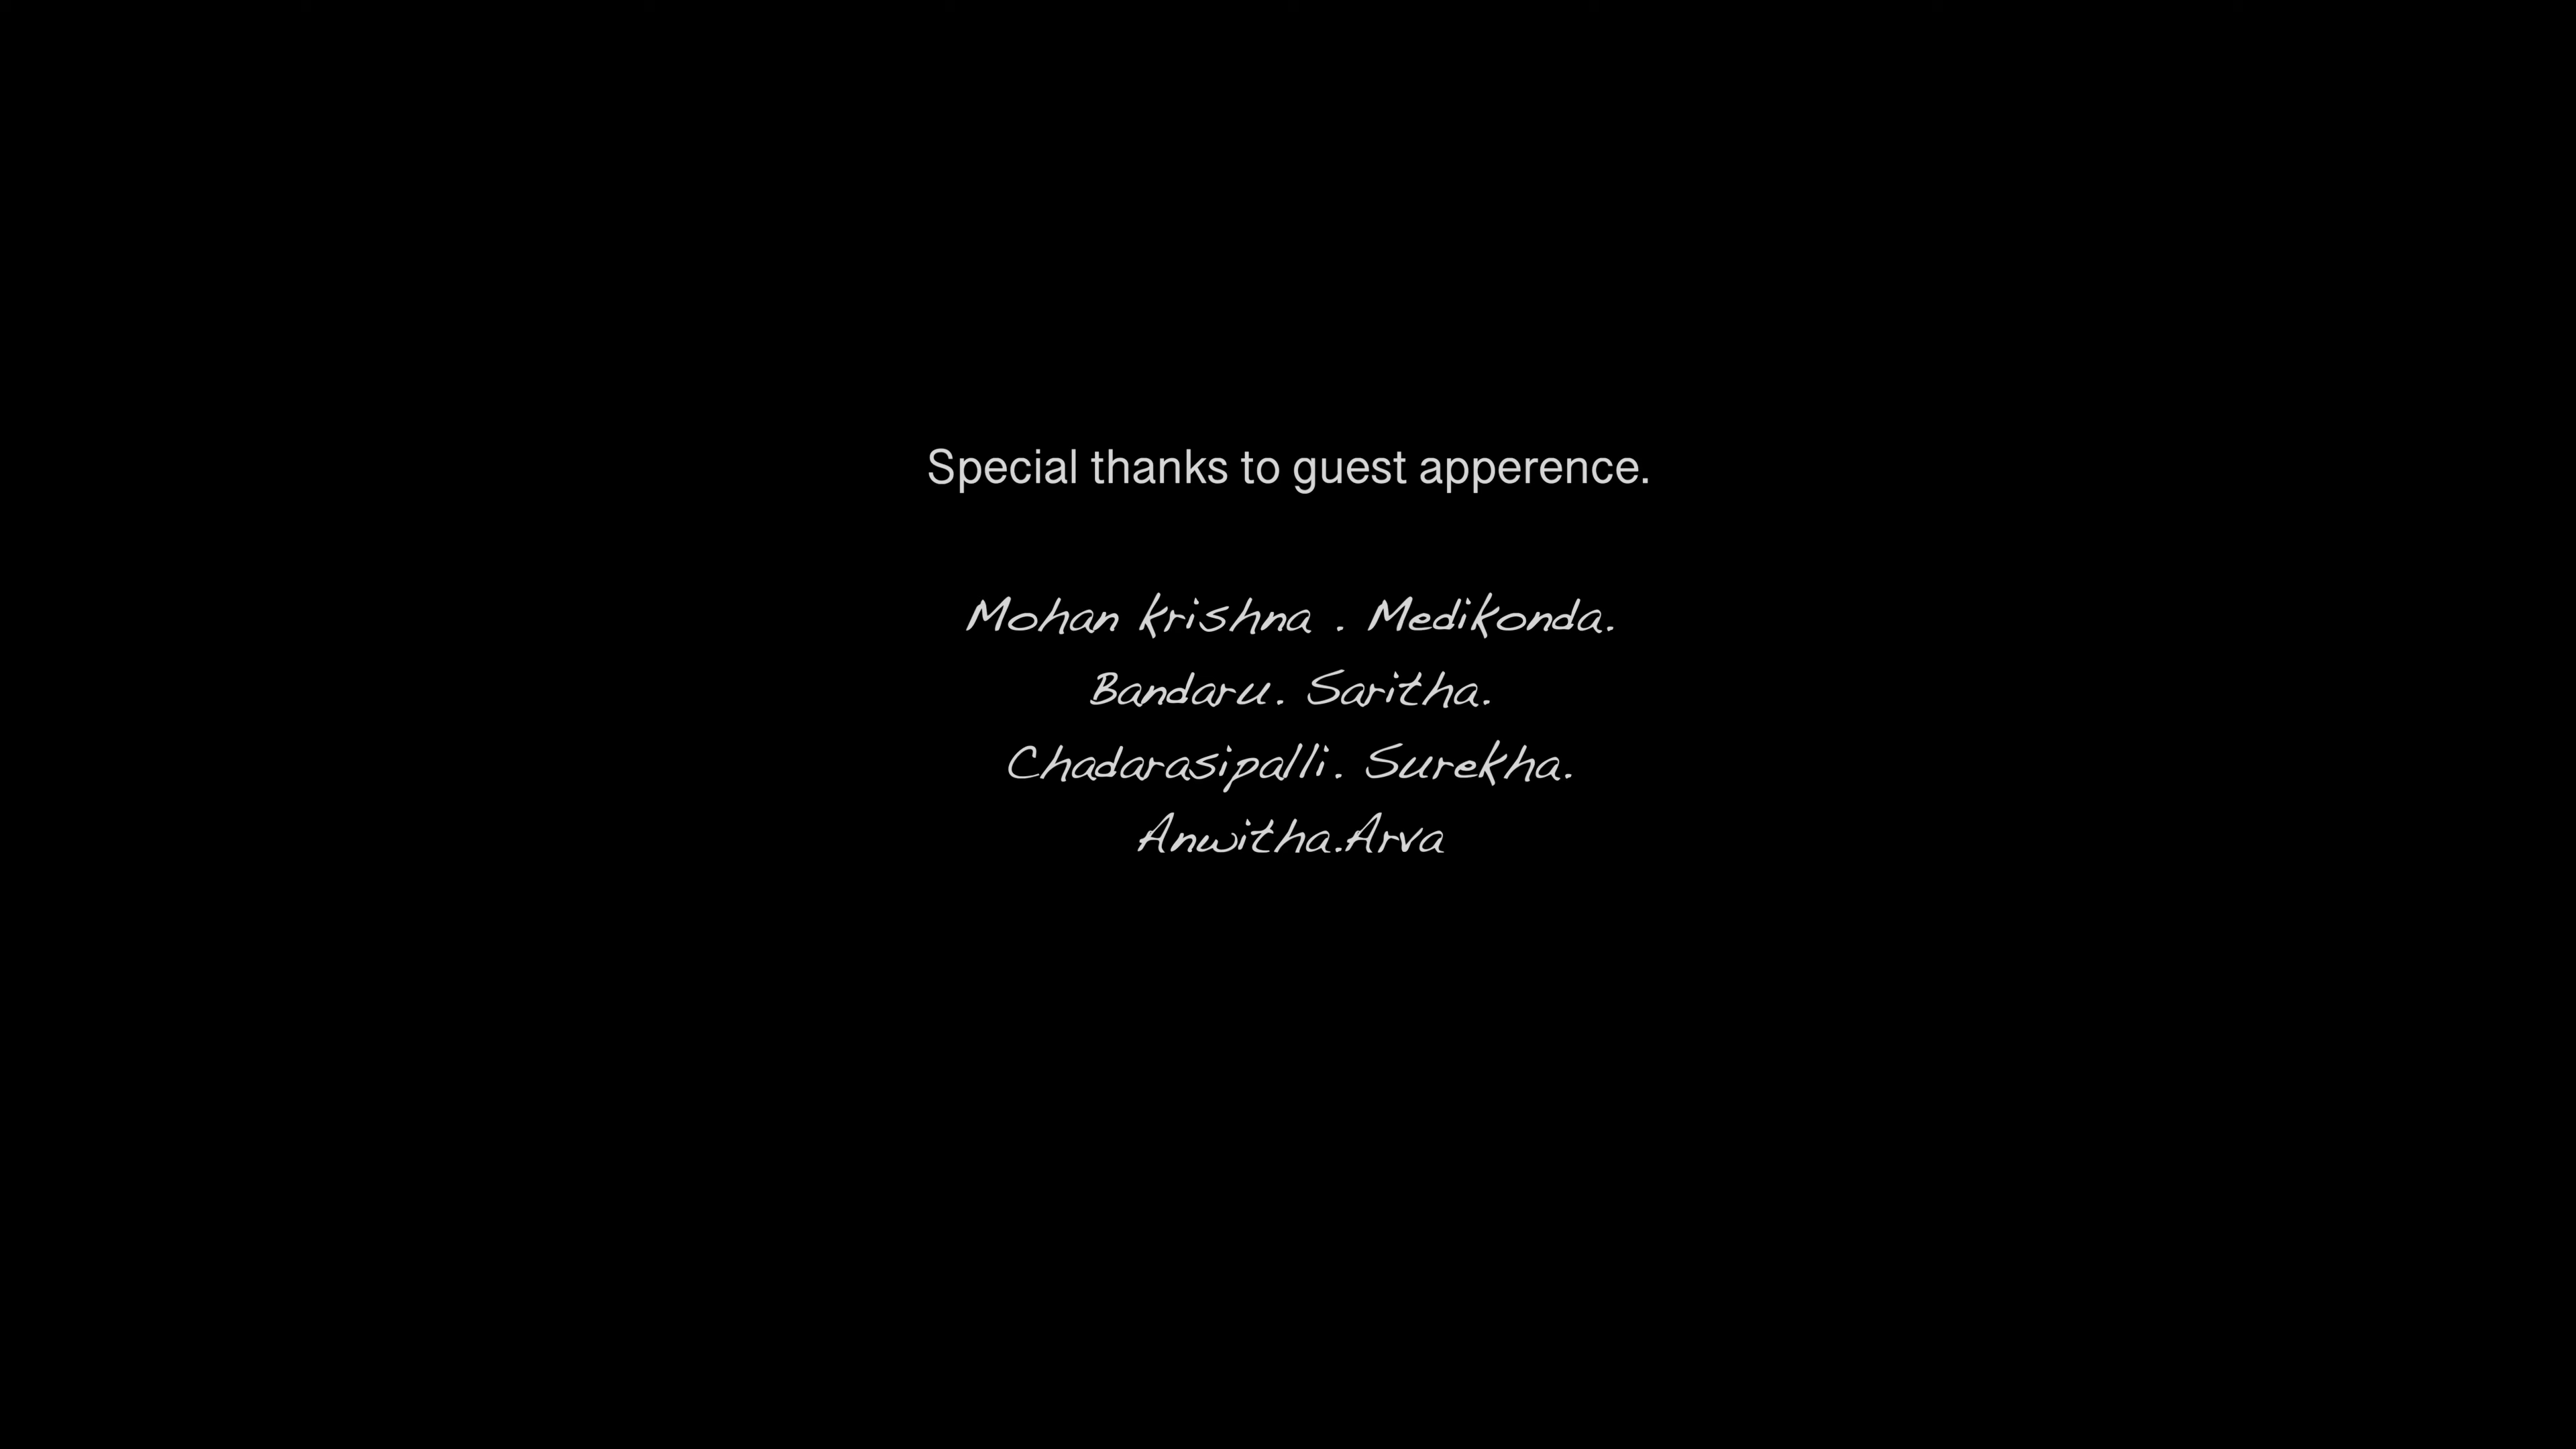 Special thanks to guest apperence.
Mohan krishna . Medikonda.
Bandaru. Saritha.
Chadarasipalli. Surekha.
Anwitha.Arva